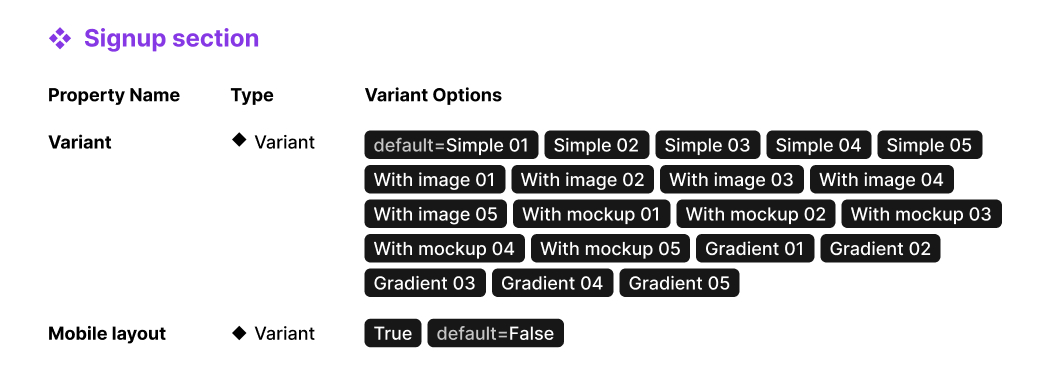 Signup section
Property Name Type Variant Options
Variant Variant default=Simple 01 Simple 02 Simple 03 Simple 04 Simple 05
With image 01 With image 02 With image 03 With image 04
With image 05 With mockup 01 With mockup 02 With mockup 03
With mockup 04 With mockup 05 Gradient 01 Gradient 02
Gradient 03 Gradient 04 Gradient 05
Mobile layout Variant True default=False